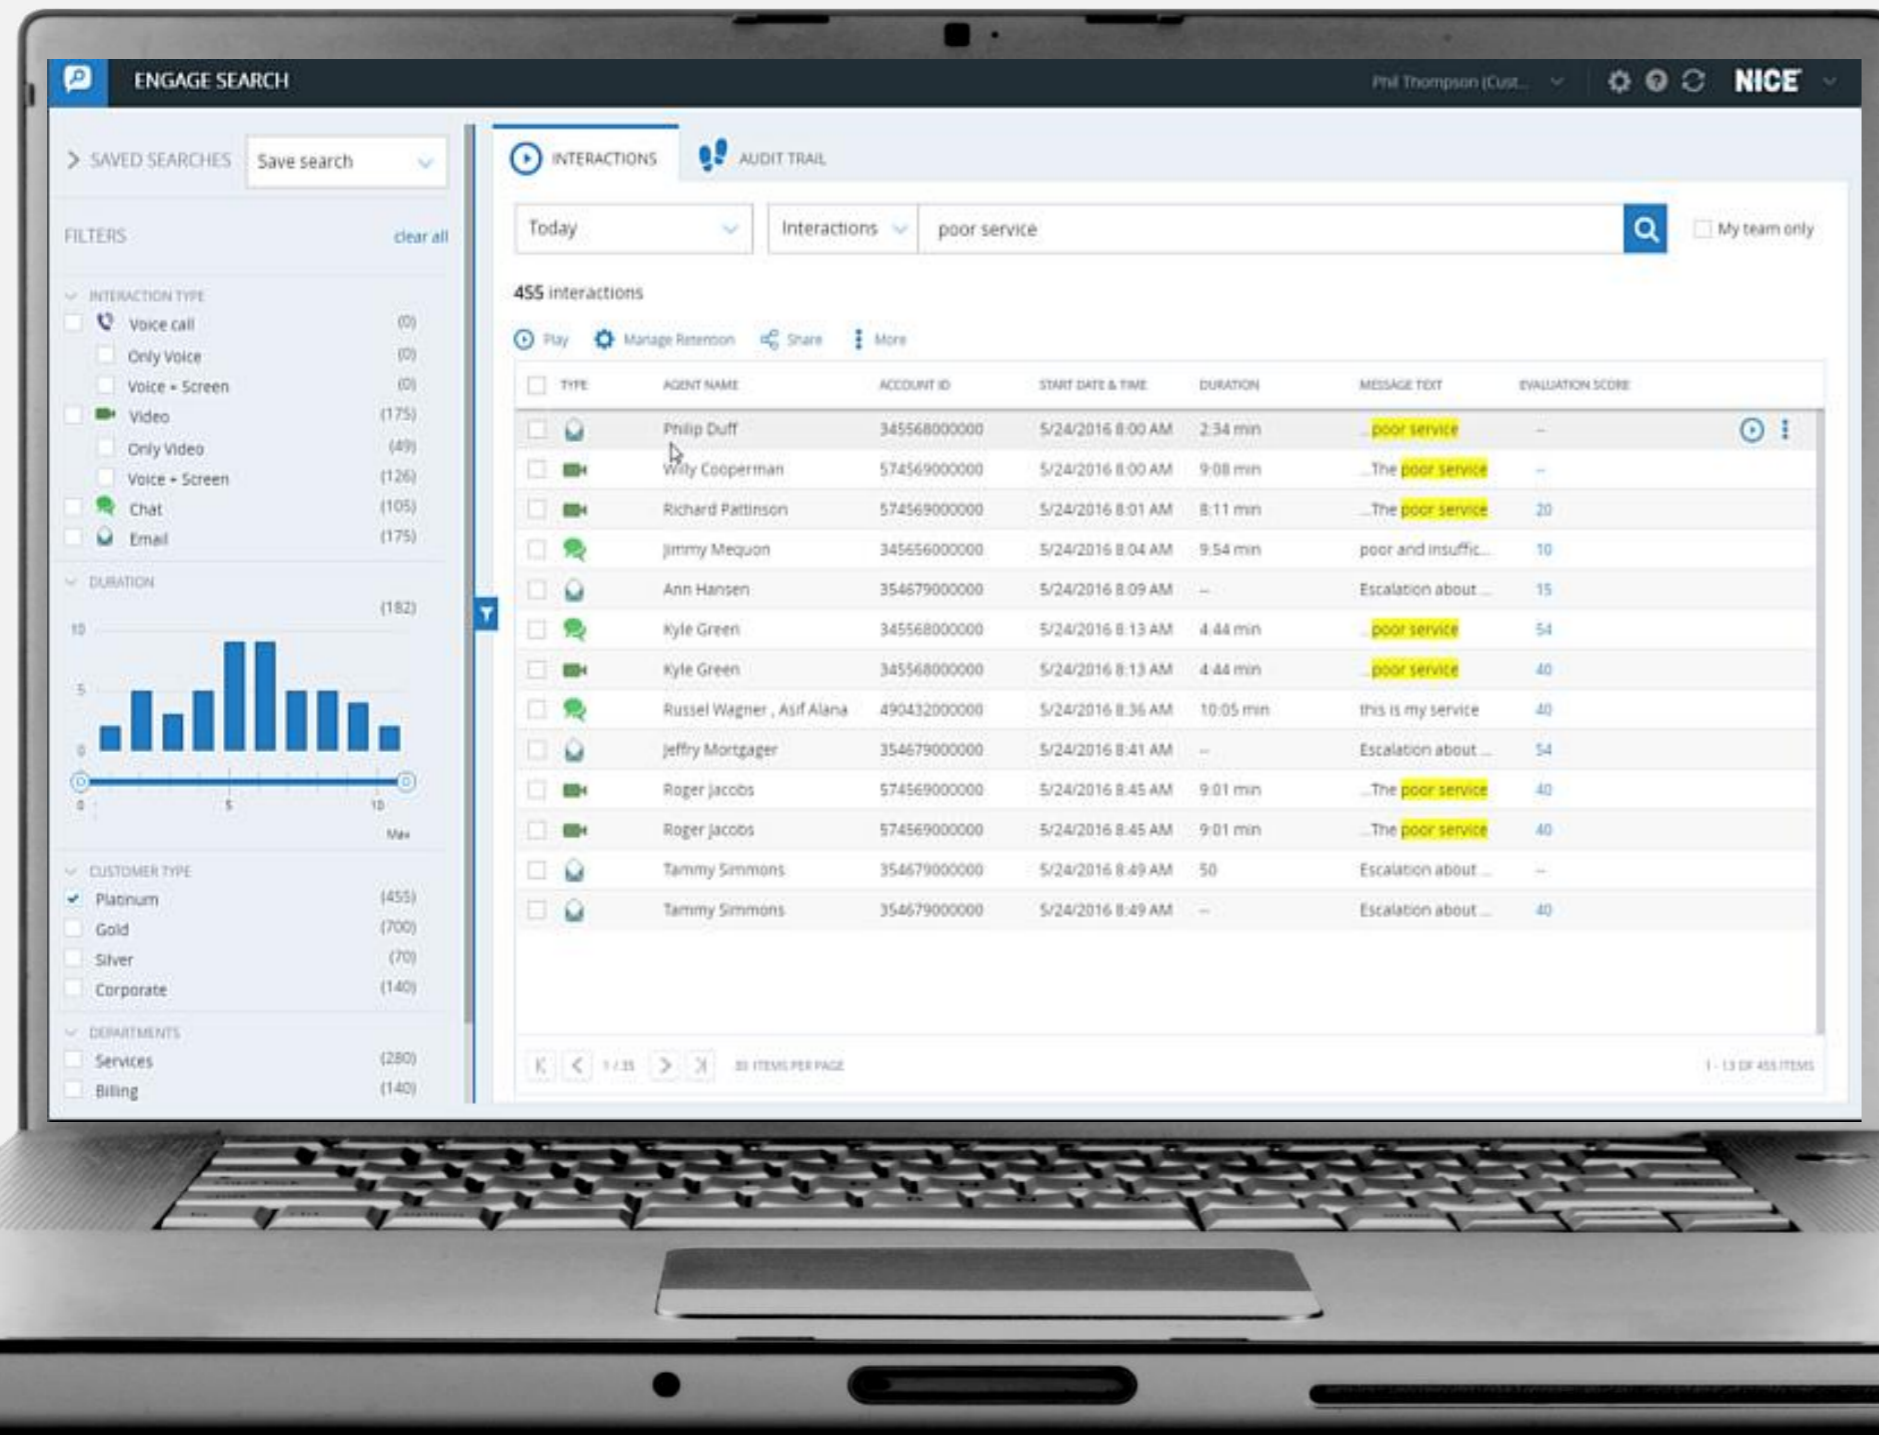 ENGAGE SEARCH
Phil Thompson (Cust...
NICE
SAVED SEARCHES
Save search
FILTERS
clear all
INTERACTION TYPE
Voice call (0)
Only Voice (0)
Voice + Screen (0)
Video (175)
Only Video (49)
Voice + Screen (126)
Chat (105)
Email (175)
DURATION
(182)
10
5
0
0 5 10
Max
CUSTOMER TYPE
Platinum (455)
Gold (700)
Silver (70)
Corporate (140)
DEPARTMENTS
Services (280)
Billing (140)
INTERACTIONS
AUDIT TRAIL
Today
Interactions
poor service
My team only
455 interactions
Play
Manage Retention
Share
More
TYPE AGENT NAME ACCOUNT ID START DATE & TIME DURATION MESSAGE TEXT EVALUATION SCORE
Philip Duff 345568000000 5/24/2016 8:00 AM 2:34 min ...poor service --
Willy Cooperman 574569000000 5/24/2016 8:00 AM 9:08 min ...The poor service --
Richard Pattinson 574569000000 5/24/2016 8:01 AM 8:11 min ...The poor service 20
Jimmy Mequon 345656000000 5/24/2016 8:04 AM 9:54 min poor and insuffic... 10
Ann Hansen 354679000000 5/24/2016 8:09 AM -- Escalation about ... 15
Kyle Green 345568000000 5/24/2016 8:13 AM 4:44 min ...poor service 54
Kyle Green 345568000000 5/24/2016 8:13 AM 4:44 min ...poor service 40
Russel Wagner , Asif Alana 490432000000 5/24/2016 8:36 AM 10:05 min this is my service 40
Jeffry Mortgager 354679000000 5/24/2016 8:41 AM -- Escalation about ... 54
Roger Jacobs 574569000000 5/24/2016 8:45 AM 9:01 min ...The poor service 40
Roger Jacobs 574569000000 5/24/2016 8:45 AM 9:01 min ...The poor service 40
Tammy Simmons 354679000000 5/24/2016 8:49 AM 50 Escalation about ... --
Tammy Simmons 354679000000 5/24/2016 8:49 AM -- Escalation about ... 40
1 / 35
ITEMS PER PAGE
1 - 13 OF 455 ITEMS